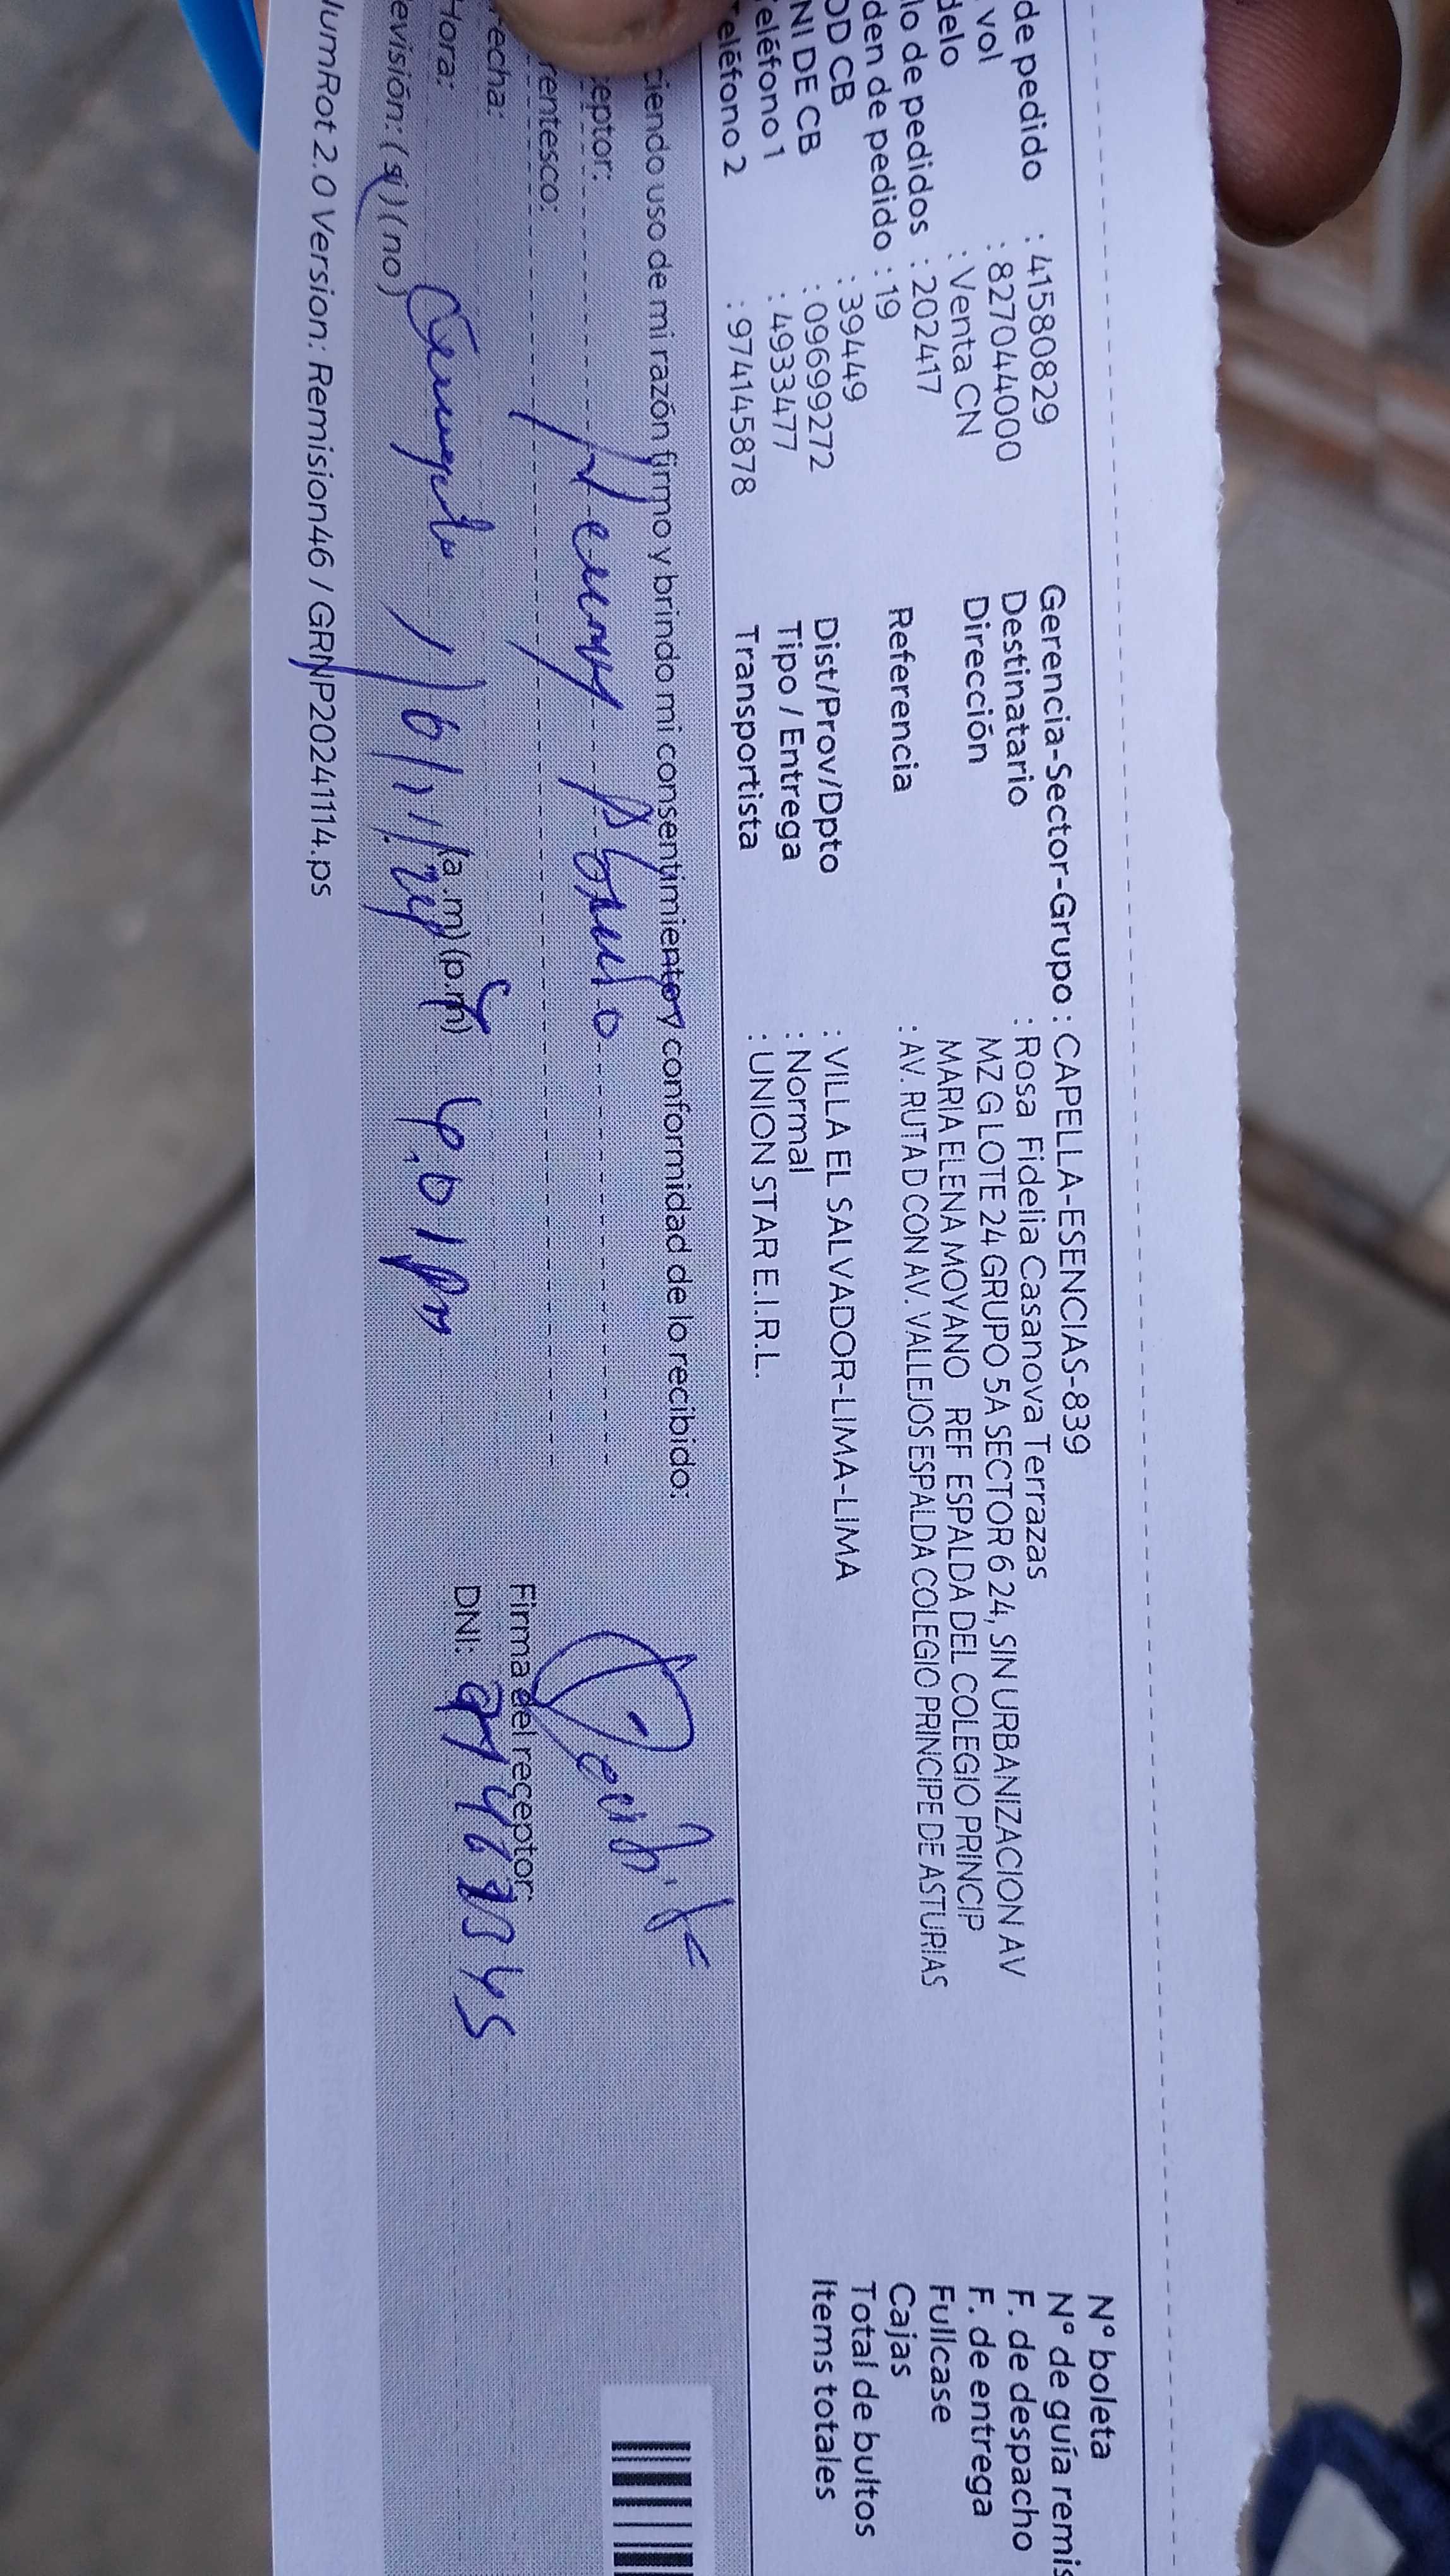 de pedido : 41580829
vol : 827044000
delo : Venta CN
lo de pedidos : 202417
den de pedido : 19
OD CB : 39449
NI DE CB : 09699272
eléfono 1 : 4933477
eléfono 2 : 974145878
Gerencia-Sector-Grupo : CAPELLA-ESENCIAS-839
Destinatario : Rosa Fidelia Casanova Terrazas
Dirección MZ G LOTE 24 GRUPO 5A SECTOR 6 24, SIN URBANIZACION AV
MARIA ELENA MOYANO REF ESPALDA DEL COLEGIO PRINCIP
Referencia : AV. RUTA D CON AV. VALLEJOS ESPALDA COLEGIO PRINCIPE DE ASTURIAS
Dist/Prov/Dpto : VILLA EL SALVADOR-LIMA-LIMA
Tipo / Entrega : Normal
Transportista : UNION STAR E.I.R.L.
N° boleta
N° de guía remis
F. de despacho
F. de entrega
Fullcase
Cajas
Total de bultos
Items totales
ciendo uso de mi razón firmo y brindo mi consentimiento y conformidad de lo recibido:
eptor:
rentesco:
echa:
Hora: (a.m) (p.m) 4.01 pm
evisión: (si) (no)
Firma del receptor:
DNI:
NumRot 2.0 Version: Remision46 / GRNP20241114.ps